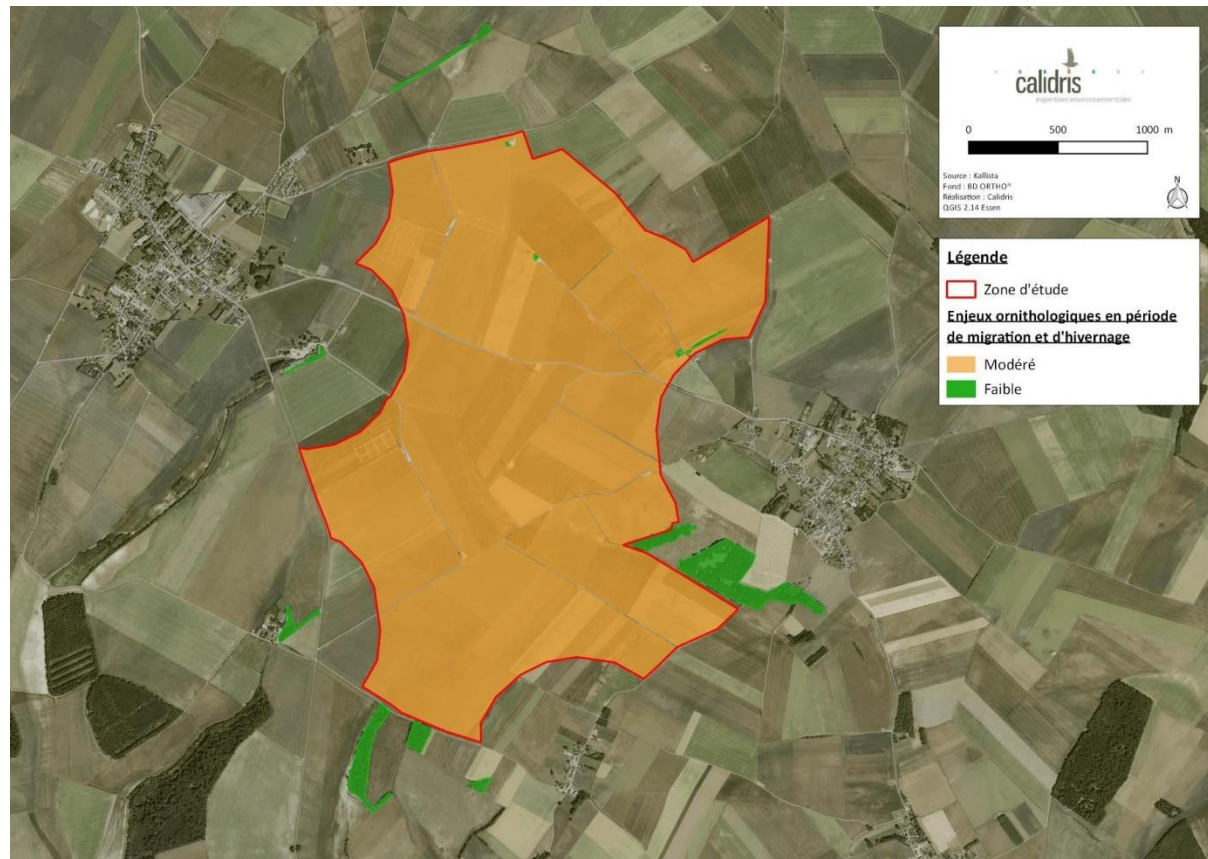 calidris
expertises environnementales
0 500 1000 m
Source : Kallista
Fond : BD ORTHO®
Réalisation : Calidris
QGIS 2.14 Essen
N
Légende
Zone d'étude
Enjeux ornithologiques en période
de migration et d'hivernage
Modéré
Faible